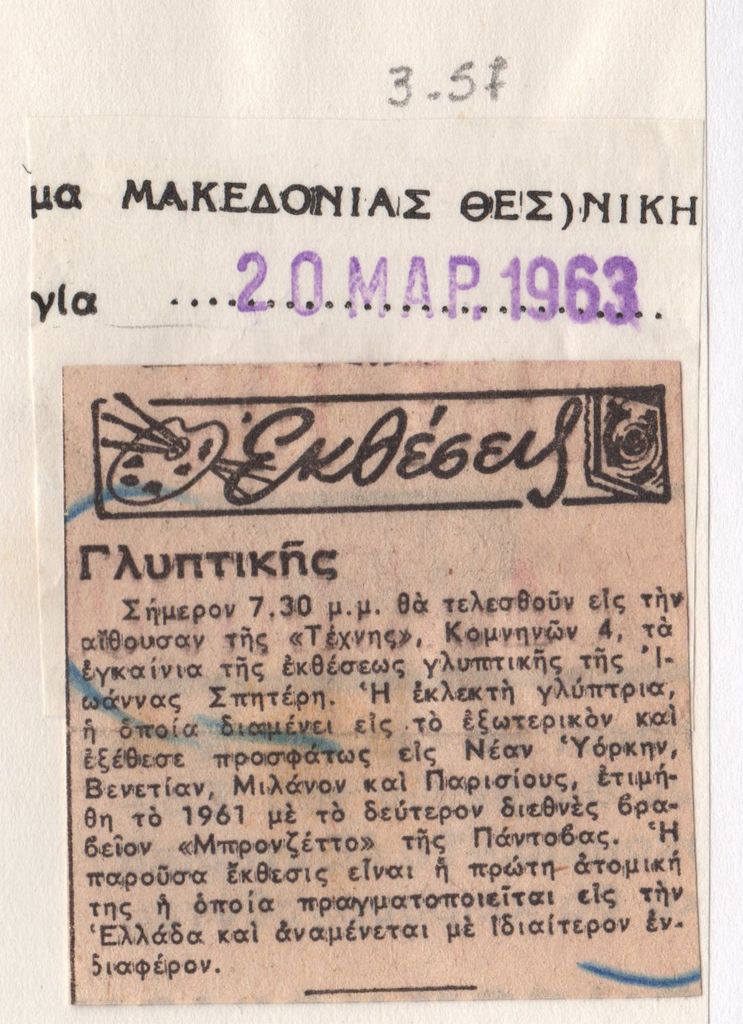 3.57
μα ΜΑΚΕΔΟΝΙΑΣ ΘΕΣ)ΝΙΚΗ
γία 20 ΜΑΡ. 1963
Ἐκθέσεις
Γλυπτικῆς
Σήμερον 7.30 μ.μ. θὰ τελεσθοῦν εἰς τὴν
αἴθουσαν τῆς «Τέχνης», Κομνηνῶν 4, τὰ
ἐγκαίνια τῆς ἐκθέσεως γλυπτικῆς τῆς Ἰ-
ωάννας Σπητέρη. Ἡ ἐκλεκτὴ γλύπτρια,
ἡ ὁποία διαμένει εἰς τὸ ἐξωτερικὸν καὶ
ἐξέθεσε προσφάτως εἰς Νέαν Ὑόρκην,
Βενετίαν, Μιλάνον καὶ Παρισίους, ἐτιμή-
θη τὸ 1961 μὲ τὸ δεύτερον διεθνὲς βρα-
βεῖον «Μπρονζέττο» τῆς Πάντοβας. Ἡ
παροῦσα ἔκθεσις εἶναι ἡ πρώτη ἀτομική
της ἡ ὁποία πραγματοποιεῖται εἰς τὴν
Ἑλλάδα καὶ ἀναμένεται μὲ ἰδιαίτερον ἐν-
διαφέρον.